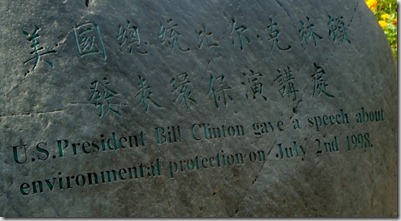 美國總統比尔·克林頓
發表環保演講處
U.S.President Bill Clinton gave a speech about
environmental protection on July 2nd 1998.